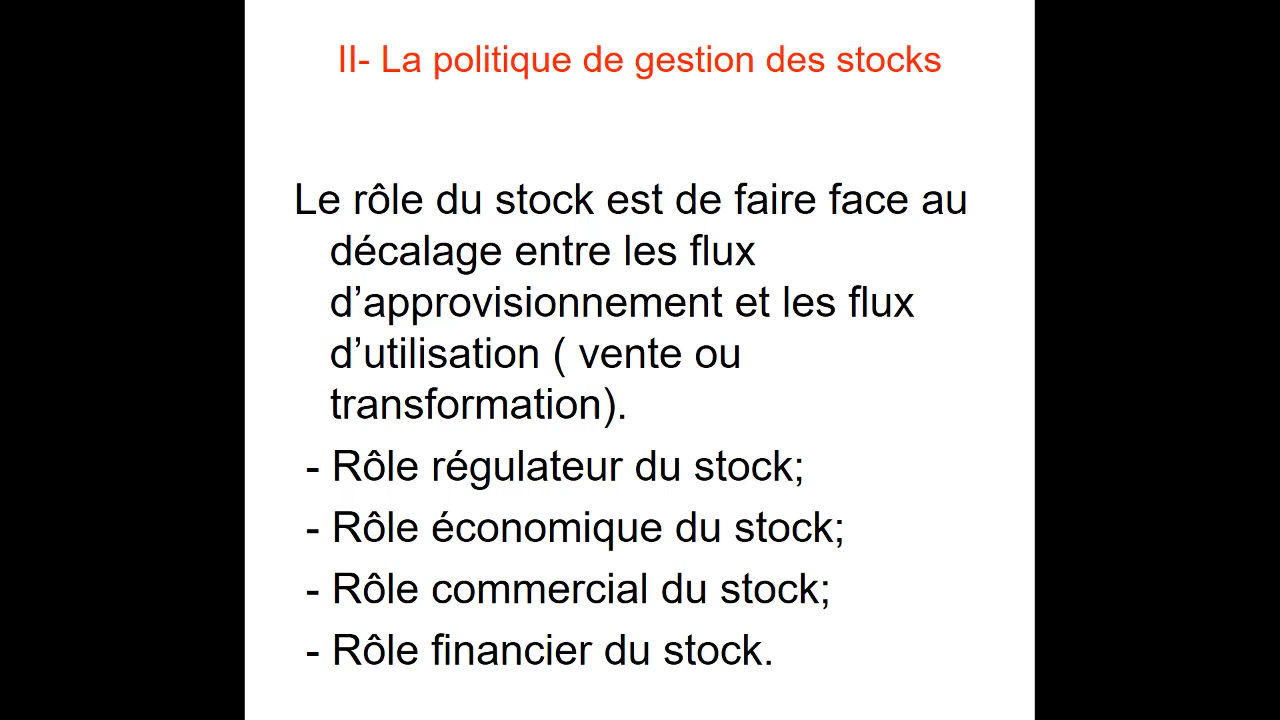 II- La politique de gestion des stocks
Le rôle du stock est de faire face au
décalage entre les flux
d’approvisionnement et les flux
d’utilisation ( vente ou
transformation).
- Rôle régulateur du stock;
- Rôle économique du stock;
- Rôle commercial du stock;
- Rôle financier du stock.